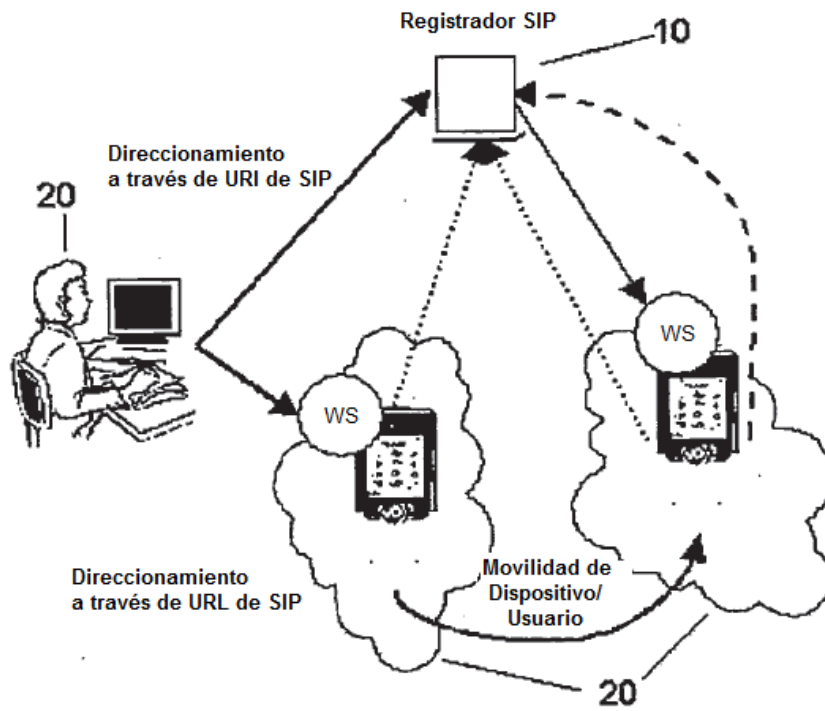 Registrador SIP
10
Direccionamiento
a través de URI de SIP
20
WS
WS
Direccionamiento
a través de URL de SIP
Movilidad de
Dispositivo/
Usuario
20